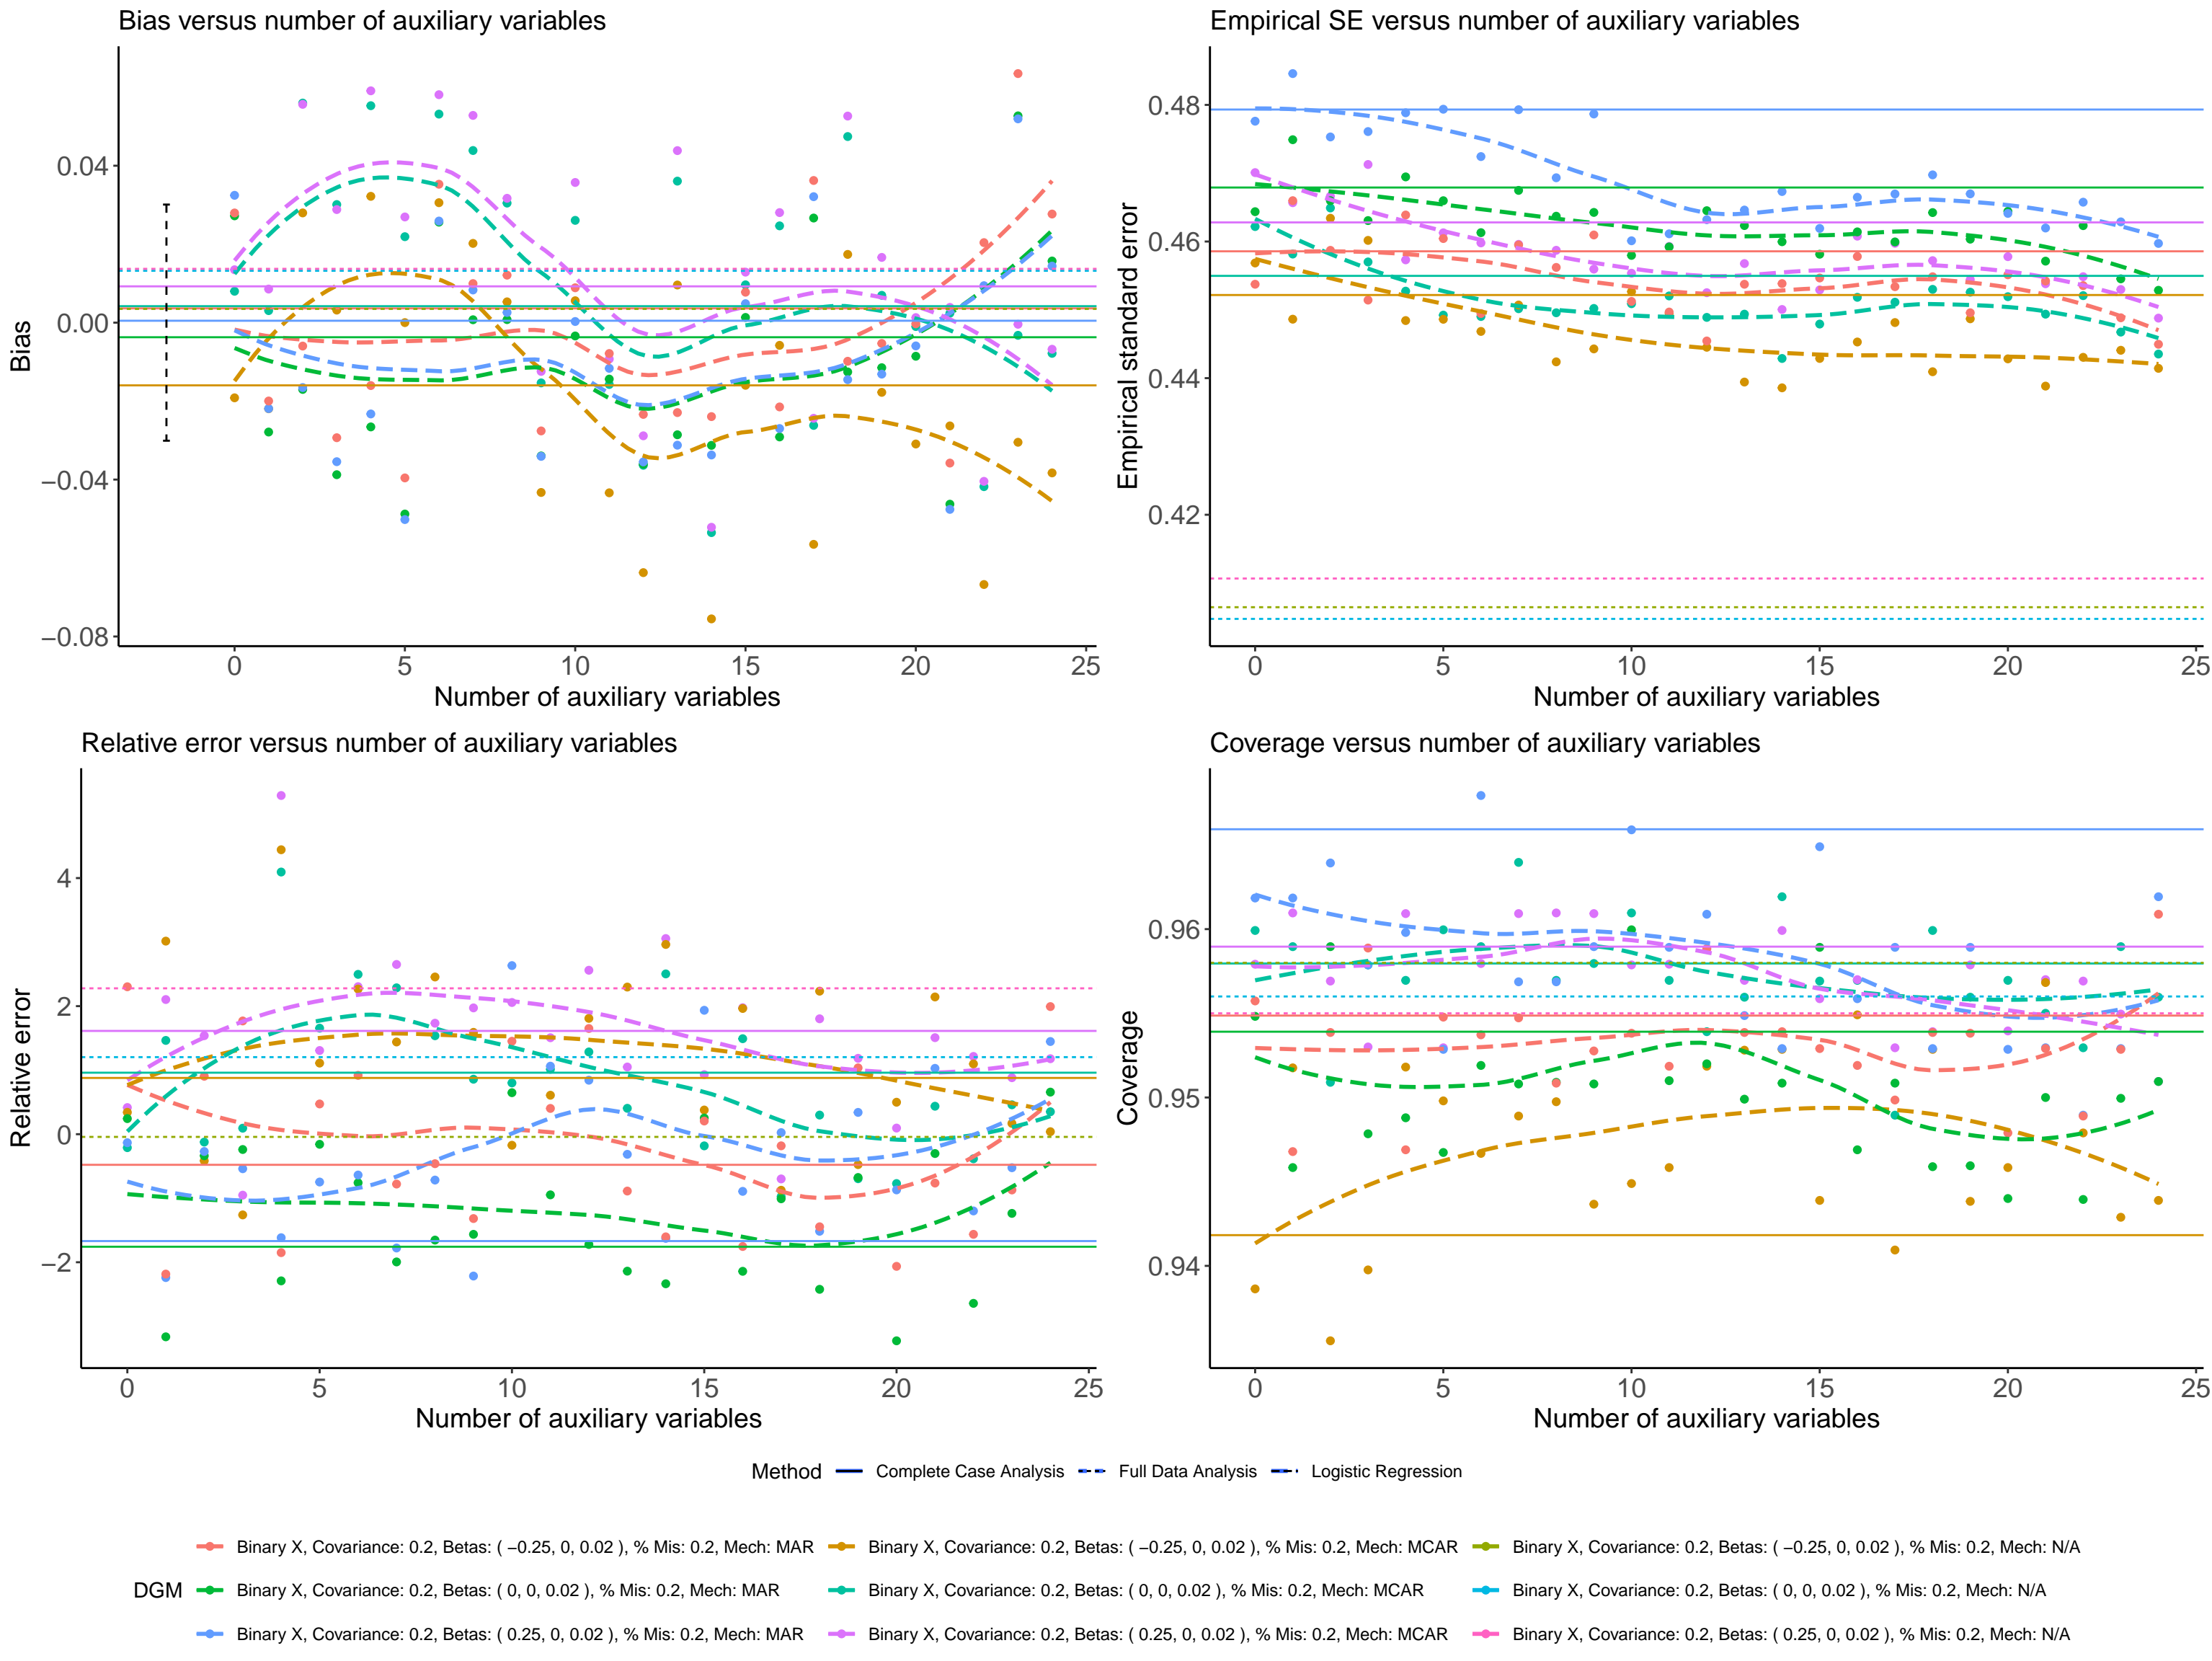 Bias versus number of auxiliary variables
Bias
0.04
0.00
−0.04
−0.08
0 5 10 15 20 25
Number of auxiliary variables
Empirical SE versus number of auxiliary variables
Empirical standard error
0.48
0.46
0.44
0.42
0 5 10 15 20 25
Number of auxiliary variables
Relative error versus number of auxiliary variables
Relative error
4
2
0
−2
0 5 10 15 20 25
Number of auxiliary variables
Coverage versus number of auxiliary variables
Coverage
0.96
0.95
0.94
0 5 10 15 20 25
Number of auxiliary variables
Method Complete Case Analysis Full Data Analysis Logistic Regression
DGM
Binary X, Covariance: 0.2, Betas: ( −0.25, 0, 0.02 ), % Mis: 0.2, Mech: MAR
Binary X, Covariance: 0.2, Betas: ( 0, 0, 0.02 ), % Mis: 0.2, Mech: MAR
Binary X, Covariance: 0.2, Betas: ( 0.25, 0, 0.02 ), % Mis: 0.2, Mech: MAR
Binary X, Covariance: 0.2, Betas: ( −0.25, 0, 0.02 ), % Mis: 0.2, Mech: MCAR
Binary X, Covariance: 0.2, Betas: ( 0, 0, 0.02 ), % Mis: 0.2, Mech: MCAR
Binary X, Covariance: 0.2, Betas: ( 0.25, 0, 0.02 ), % Mis: 0.2, Mech: MCAR
Binary X, Covariance: 0.2, Betas: ( −0.25, 0, 0.02 ), % Mis: 0.2, Mech: N/A
Binary X, Covariance: 0.2, Betas: ( 0, 0, 0.02 ), % Mis: 0.2, Mech: N/A
Binary X, Covariance: 0.2, Betas: ( 0.25, 0, 0.02 ), % Mis: 0.2, Mech: N/A